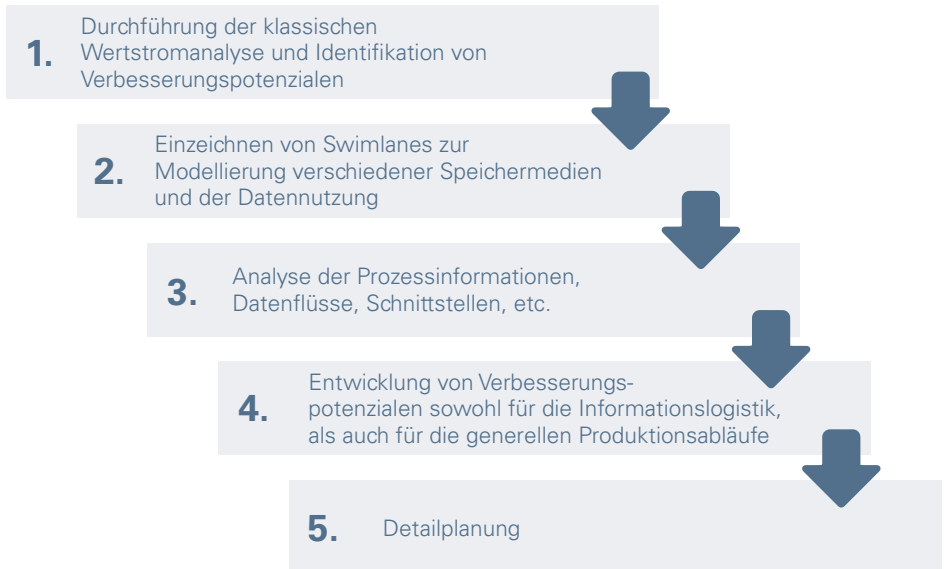 1. Durchführung der klassischen
Wertstromanalyse und Identifikation von
Verbesserungspotenzialen
2. Einzeichnen von Swimlanes zur
Modellierung verschiedener Speichermedien
und der Datennutzung
3. Analyse der Prozessinformationen,
Datenflüsse, Schnittstellen, etc.
4. Entwicklung von Verbesserungs-
potenzialen sowohl für die Informationslogistik,
als auch für die generellen Produktionsabläufe
5. Detailplanung